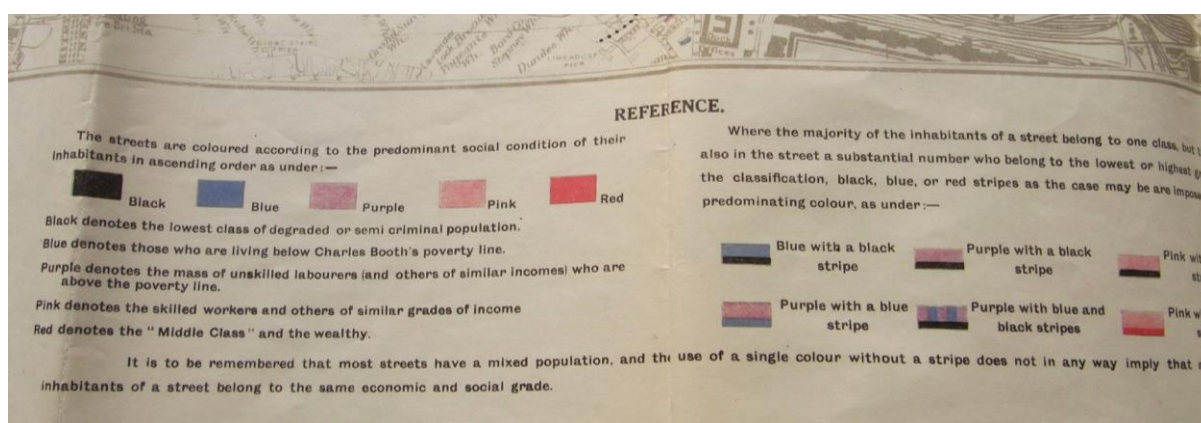 Dundee Wh.
LIMEHOUSE
PIER
Offices
REFERENCE.
The streets are coloured according to the predominant social condition of their
inhabitants in ascending order as under:—
Black
Blue
Purple
Pink
Red
Black denotes the lowest class of degraded or semi criminal population.
Blue denotes those who are living below Charles Booth's poverty line.
Purple denotes the mass of unskilled labourers (and others of similar incomes) who are
above the poverty line.
Pink denotes the skilled workers and others of similar grades of income
Red denotes the "Middle Class" and the wealthy.
Where the majority of the inhabitants of a street belong to one class, but
also in the street a substantial number who belong to the lowest or highest
the classification, black, blue, or red stripes as the case may be are
predominating colour, as under:—
Blue with a black
stripe
Purple with a black
stripe
Pink
Purple with a blue
stripe
Purple with blue and
black stripes
Pink
It is to be remembered that most streets have a mixed population, and the use of a single colour without a stripe does not in any way imply that
inhabitants of a street belong to the same economic and social grade.